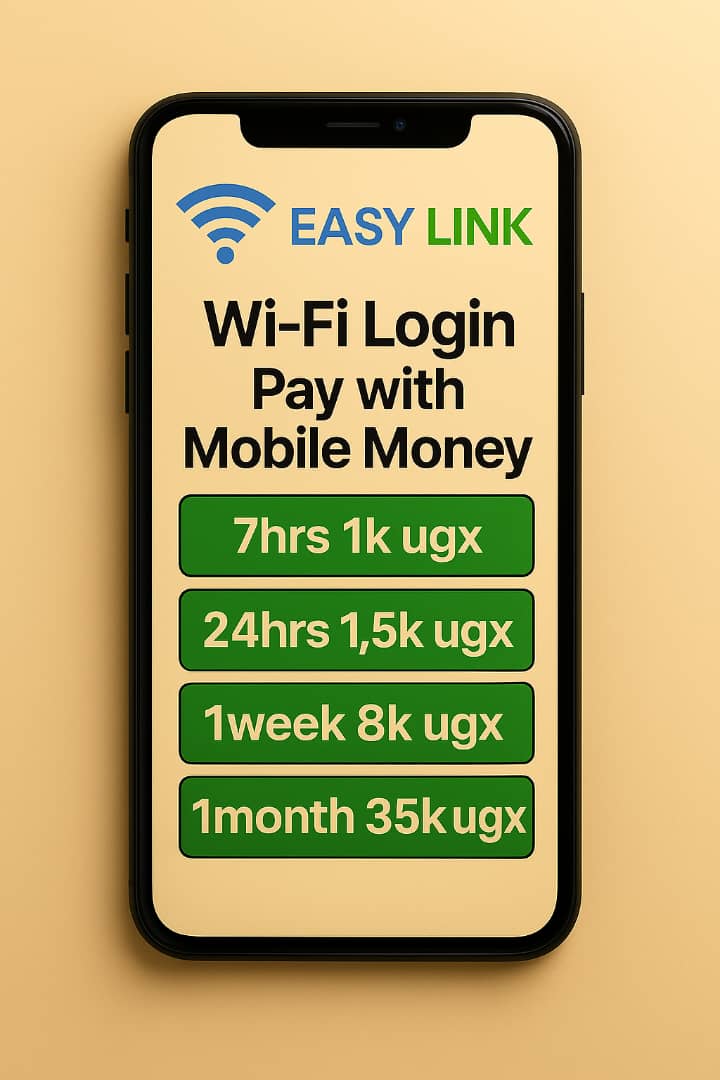 EASY LINK
Wi-Fi Login
Pay with
Mobile Money
7hrs 1k ugx
24hrs 1,5k ugx
1week 8k ugx
1month 35k ugx